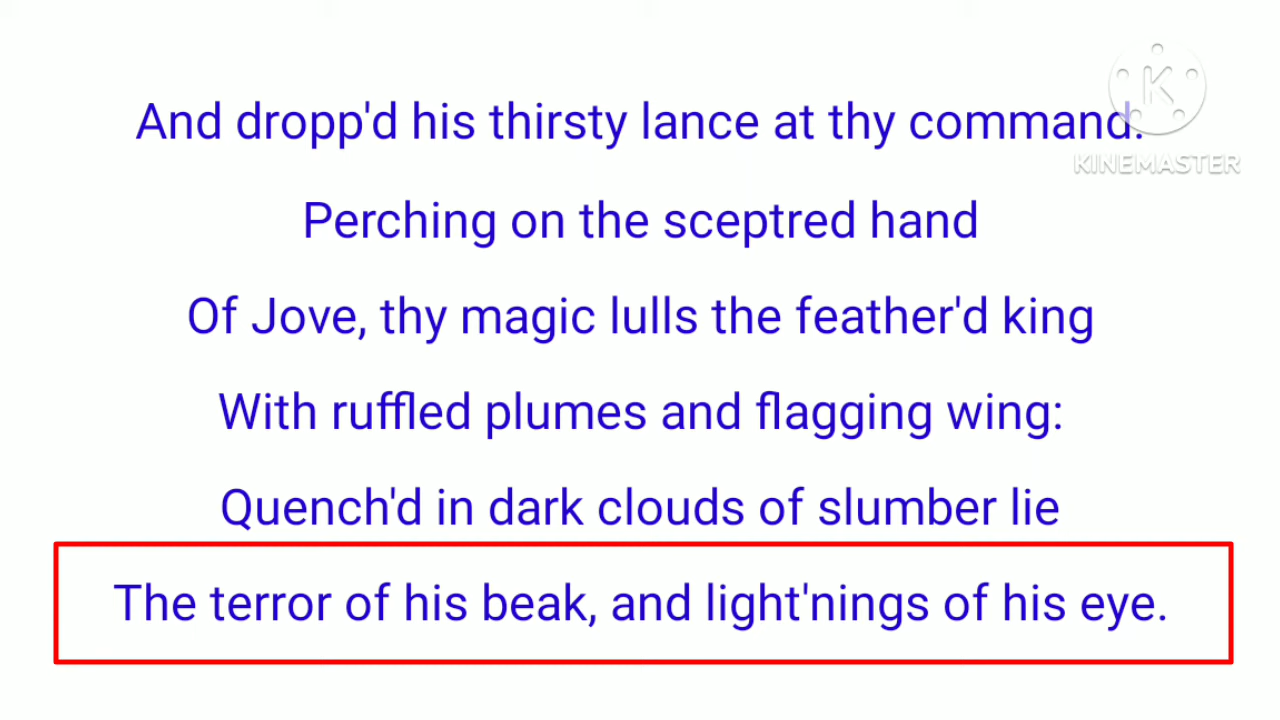 And dropp'd his thirsty lance at thy command.
KINEMASTER
Perching on the sceptred hand
Of Jove, thy magic lulls the feather'd king
With ruffled plumes and flagging wing:
Quench'd in dark clouds of slumber lie
The terror of his beak, and light'nings of his eye.